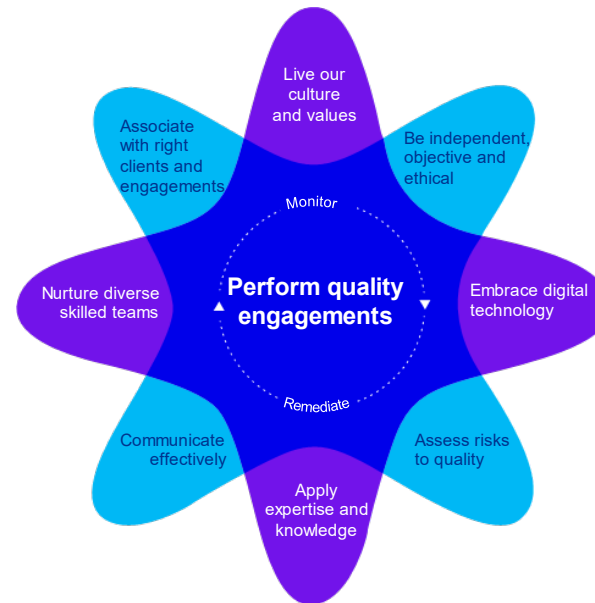 Live our
culture
and values
Associate
with right
clients and
engagements
Be independent,
objective and
ethical
Monitor
Perform quality
engagements
Nurture diverse
skilled teams
Embrace digital
technology
Remediate
Communicate
effectively
Assess risks
to quality
Apply
expertise and
knowledge